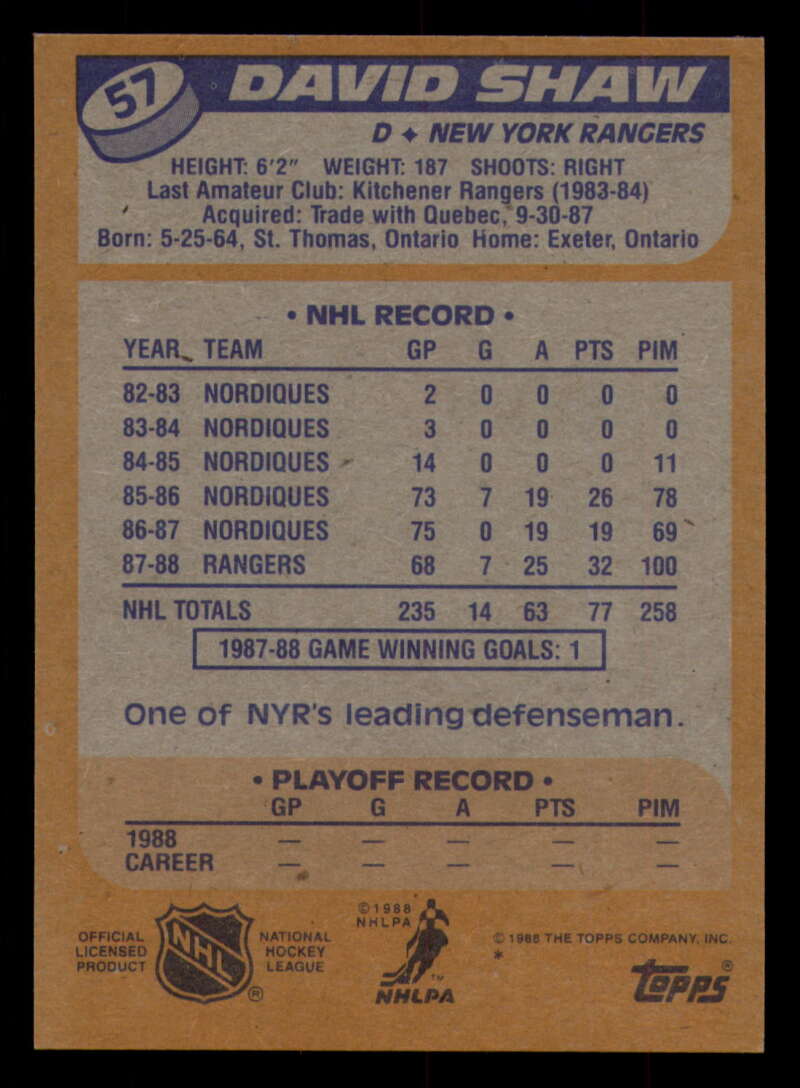 57
DAVID SHAW
D ✦ NEW YORK RANGERS
HEIGHT: 6'2" WEIGHT: 187 SHOOTS: RIGHT
Last Amateur Club: Kitchener Rangers (1983-84)
Acquired: Trade with Quebec, 9-30-87
Born: 5-25-64, St. Thomas, Ontario Home: Exeter, Ontario
• NHL RECORD •
YEAR TEAM GP G A PTS PIM
82-83 NORDIQUES 2 0 0 0 0
83-84 NORDIQUES 3 0 0 0 0
84-85 NORDIQUES 14 0 0 0 11
85-86 NORDIQUES 73 7 19 26 78
86-87 NORDIQUES 75 0 19 19 69
87-88 RANGERS 68 7 25 32 100
NHL TOTALS 235 14 63 77 258
1987-88 GAME WINNING GOALS: 1
One of NYR's leading defenseman.
• PLAYOFF RECORD •
GP G A PTS PIM
1988 — — — — —
CAREER — — — — —
OFFICIAL
LICENSED
PRODUCT
NHL
®
NATIONAL
HOCKEY
LEAGUE
©1988
NHLPA
™
NHLPA
© 1988 THE TOPPS COMPANY, INC.
*
Topps®